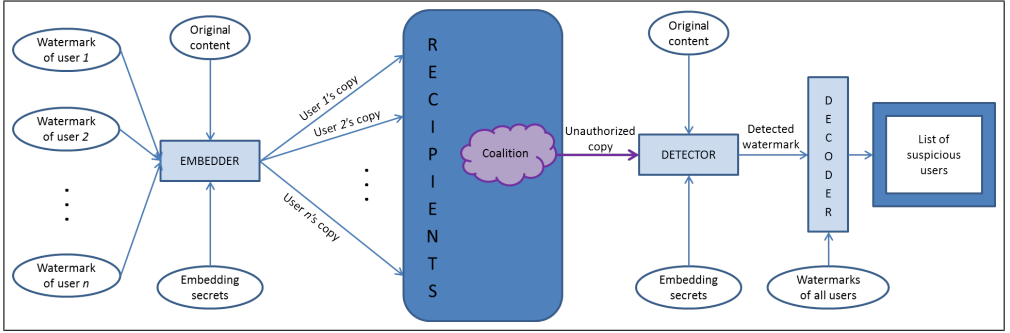 Watermark
of user 1
Watermark
of user 2
Watermark
of user n
Original
content
EMBEDDER
Embedding
secrets
User 1's copy
User 2's copy
User n's copy
RECIPIENTS
Coalition
Unauthorized
copy
Original
content
DETECTOR
Embedding
secrets
Detected
watermark
DECODER
Watermarks
of all users
List of
suspicious
users